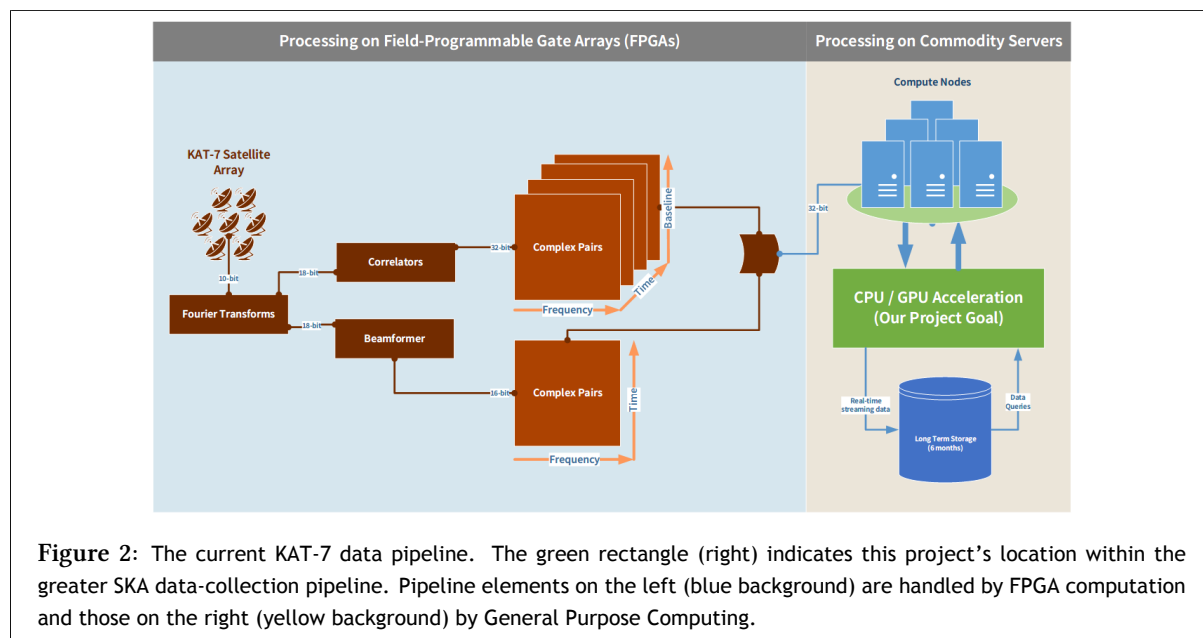 Processing on Field-Programmable Gate Arrays (FPGAs)
Processing on Commodity Servers
Compute Nodes
KAT-7 Satellite
Array
10-bit
Fourier Transforms
18-bit
Correlators
32-bit
Complex Pairs
Frequency
Time
Baseline
18-bit
Beamformer
16-bit
Complex Pairs
Frequency
Time
32-bit
CPU / GPU Acceleration
(Our Project Goal)
Real-time
streaming data
Data
Queries
Long Term Storage
(6 months)
Figure 2: The current KAT-7 data pipeline. The green rectangle (right) indicates this project's location within the
greater SKA data-collection pipeline. Pipeline elements on the left (blue background) are handled by FPGA computation
and those on the right (yellow background) by General Purpose Computing.